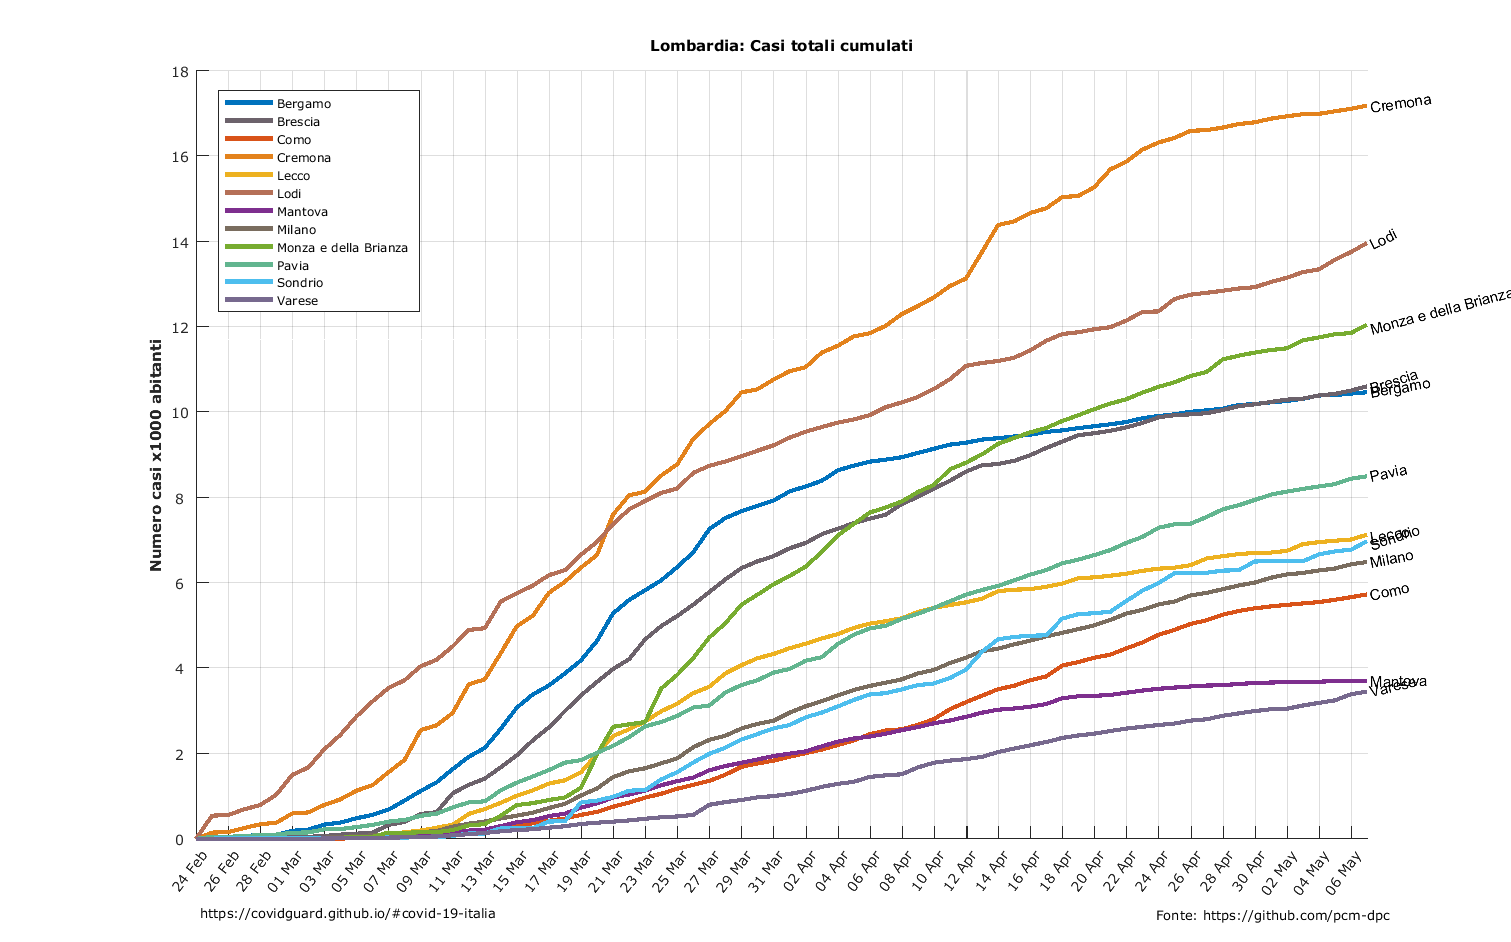 Lombardia: Casi totali cumulati
Numero casi x1000 abitanti
18
16
14
12
10
8
6
4
2
0
Bergamo
Brescia
Como
Cremona
Lecco
Lodi
Mantova
Milano
Monza e della Brianza
Pavia
Sondrio
Varese
Cremona
Lodi
Monza e della Brianza
Brescia
Bergamo
Pavia
Lecco
Sondrio
Milano
Como
Mantova
Varese
24 Feb
26 Feb
28 Feb
01 Mar
03 Mar
05 Mar
07 Mar
09 Mar
11 Mar
13 Mar
15 Mar
17 Mar
19 Mar
21 Mar
23 Mar
25 Mar
27 Mar
29 Mar
31 Mar
02 Apr
04 Apr
06 Apr
08 Apr
10 Apr
12 Apr
14 Apr
16 Apr
18 Apr
20 Apr
22 Apr
24 Apr
26 Apr
28 Apr
30 Apr
02 May
04 May
06 May
https://covidguard.github.io/#covid-19-italia
Fonte: https://github.com/pcm-dpc